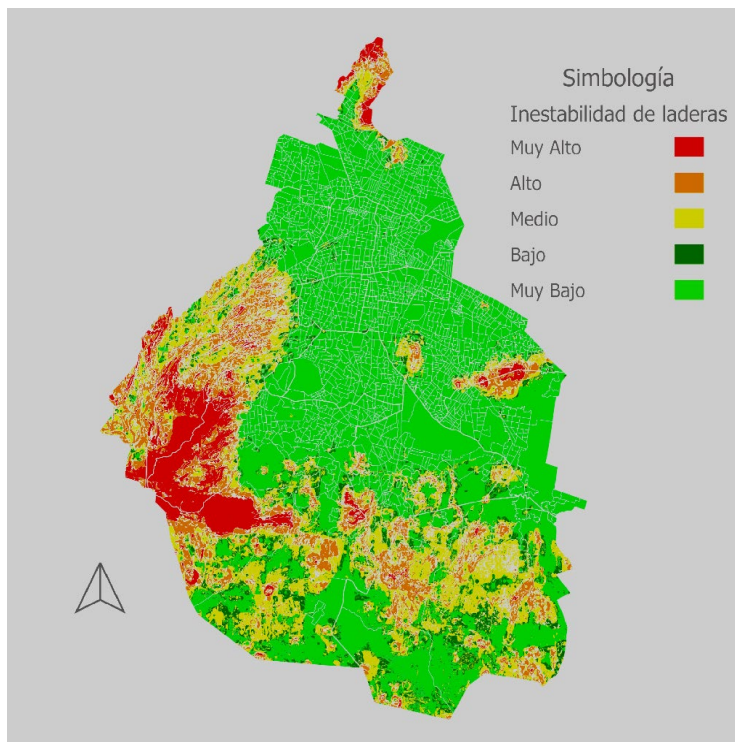 Simbología
Inestabilidad de laderas
Muy Alto
Alto
Medio
Bajo
Muy Bajo